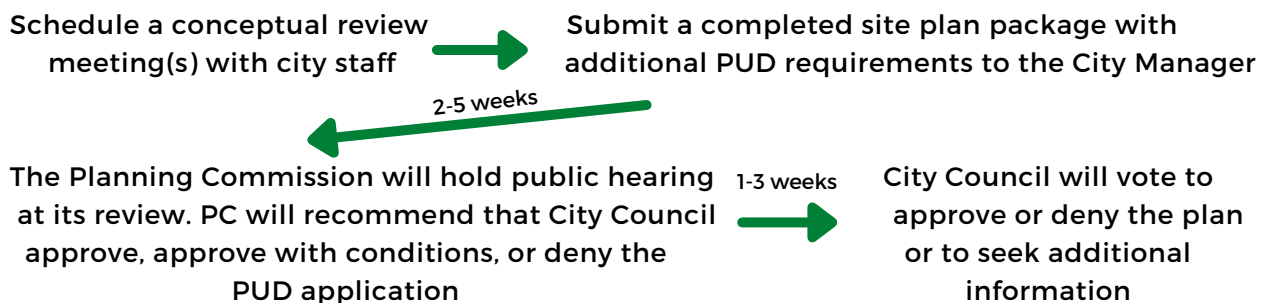 Schedule a conceptual review
meeting(s) with city staff
Submit a completed site plan package with
additional PUD requirements to the City Manager
2-5 weeks
The Planning Commission will hold public hearing
at its review. PC will recommend that City Council
approve, approve with conditions, or deny the
PUD application
1-3 weeks
City Council will vote to
approve or deny the plan
or to seek additional
information